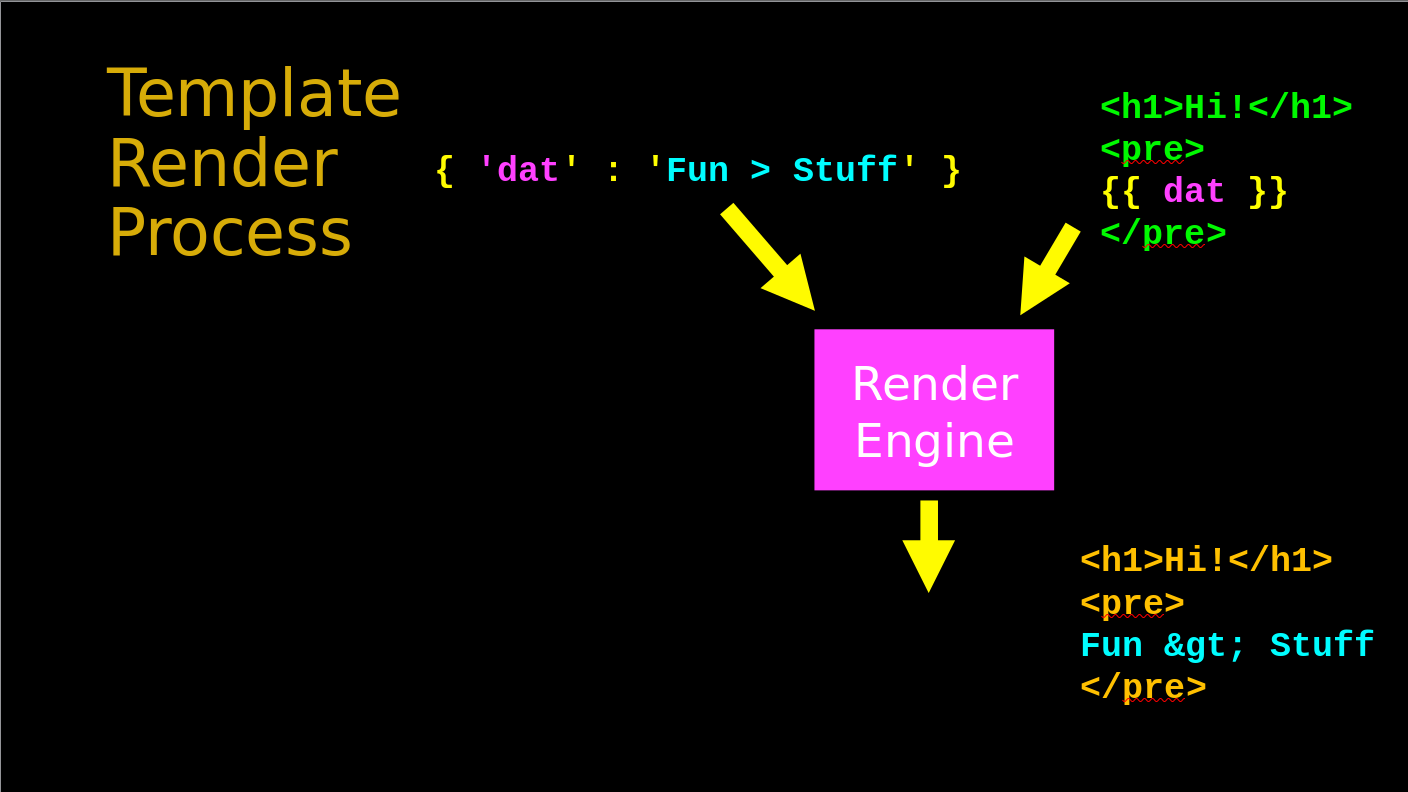 Template
Render
Process
{ 'dat' : 'Fun > Stuff' }
<h1>Hi!</h1>
<pre>
{{ dat }}
</pre>
Render
Engine
<h1>Hi!</h1>
<pre>
Fun &gt; Stuff
</pre>